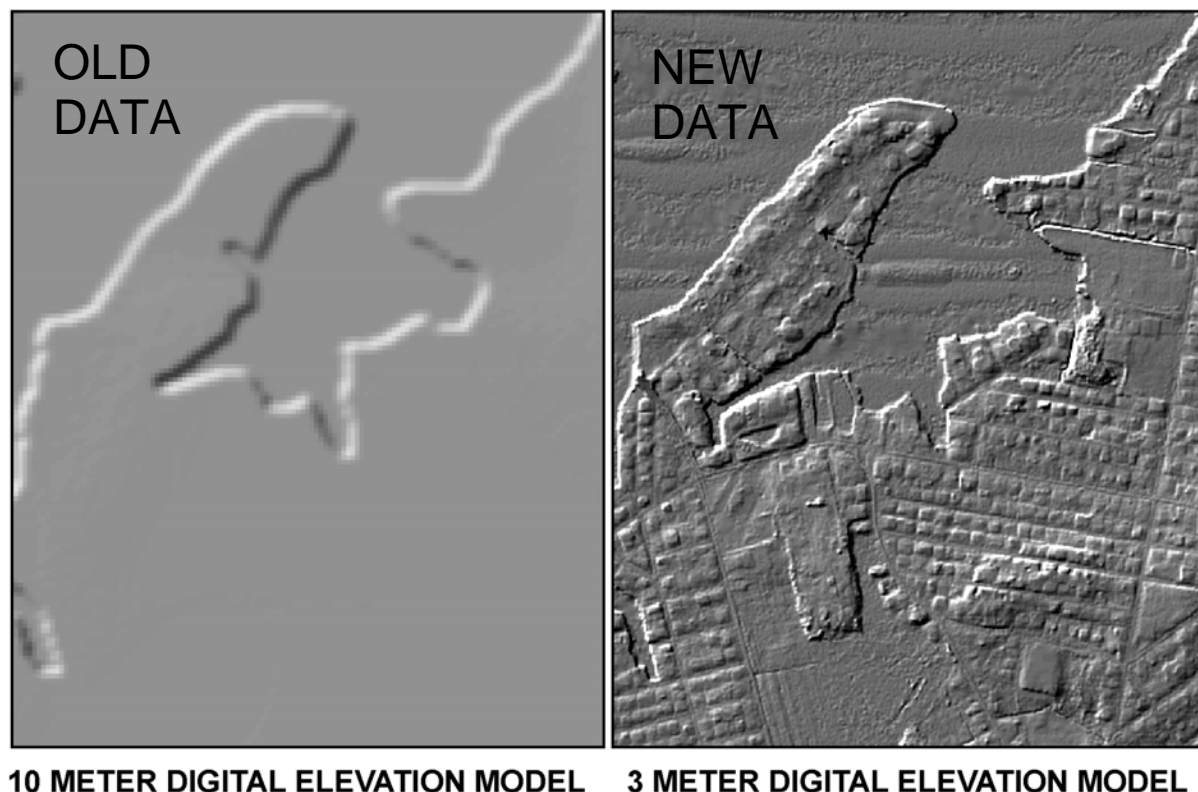 OLD
DATA
NEW
DATA
10 METER DIGITAL ELEVATION MODEL
3 METER DIGITAL ELEVATION MODEL